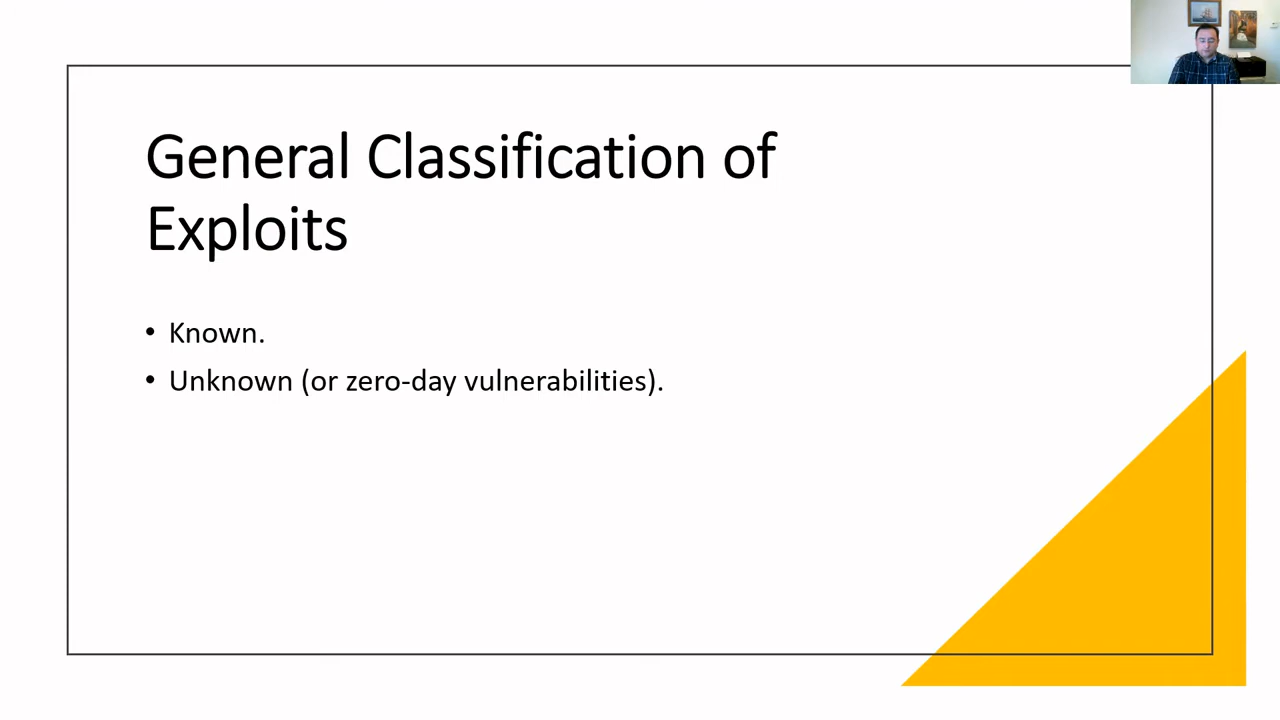 General Classification of
Exploits
• Known.
• Unknown (or zero-day vulnerabilities).